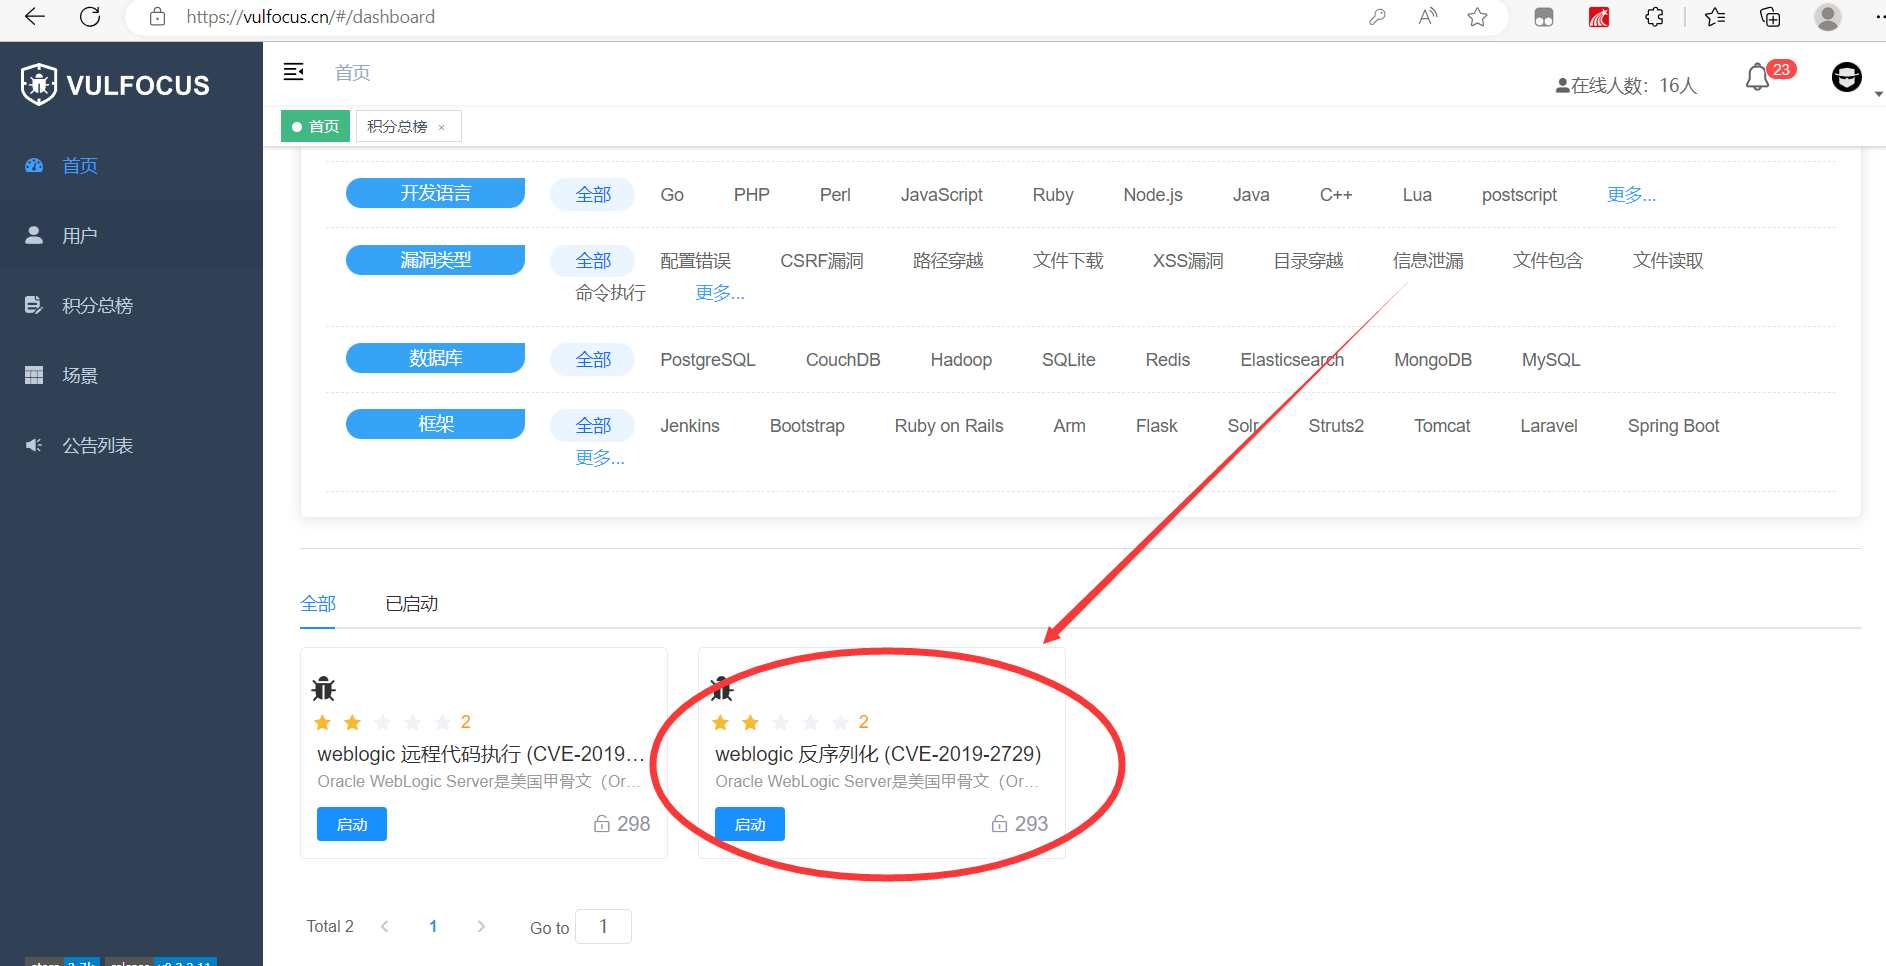 https://vulfocus.cn/#/dashboard
VULFOCUS
首页
用户
积分总榜
场景
公告列表
首页
在线人数：16人
23
首页
积分总榜 ×
开发语言 全部 Go PHP Perl JavaScript Ruby Node.js Java C++ Lua postscript 更多...
漏洞类型 全部 配置错误 CSRF漏洞 路径穿越 文件下载 XSS漏洞 目录穿越 信息泄漏 文件包含 文件读取
命令执行 更多...
数据库 全部 PostgreSQL CouchDB Hadoop SQLite Redis Elasticsearch MongoDB MySQL
框架 全部 Jenkins Bootstrap Ruby on Rails Arm Flask Solr Struts2 Tomcat Laravel Spring Boot
更多...
全部 已启动
2
weblogic 远程代码执行 (CVE-2019...
Oracle WebLogic Server是美国甲骨文（Or...
启动 298
2
weblogic 反序列化 (CVE-2019-2729)
Oracle WebLogic Server是美国甲骨文（Or...
启动 293
Total 2 1 Go to 1